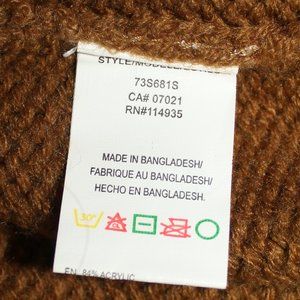 STYLE/MODELE/
73S681S
CA# 07021
RN#114935
MADE IN BANGLADESH/
FABRIQUE AU BANGLADESH/
HECHO EN BANGLADESH.
30°
EN 84% ACRYLIC